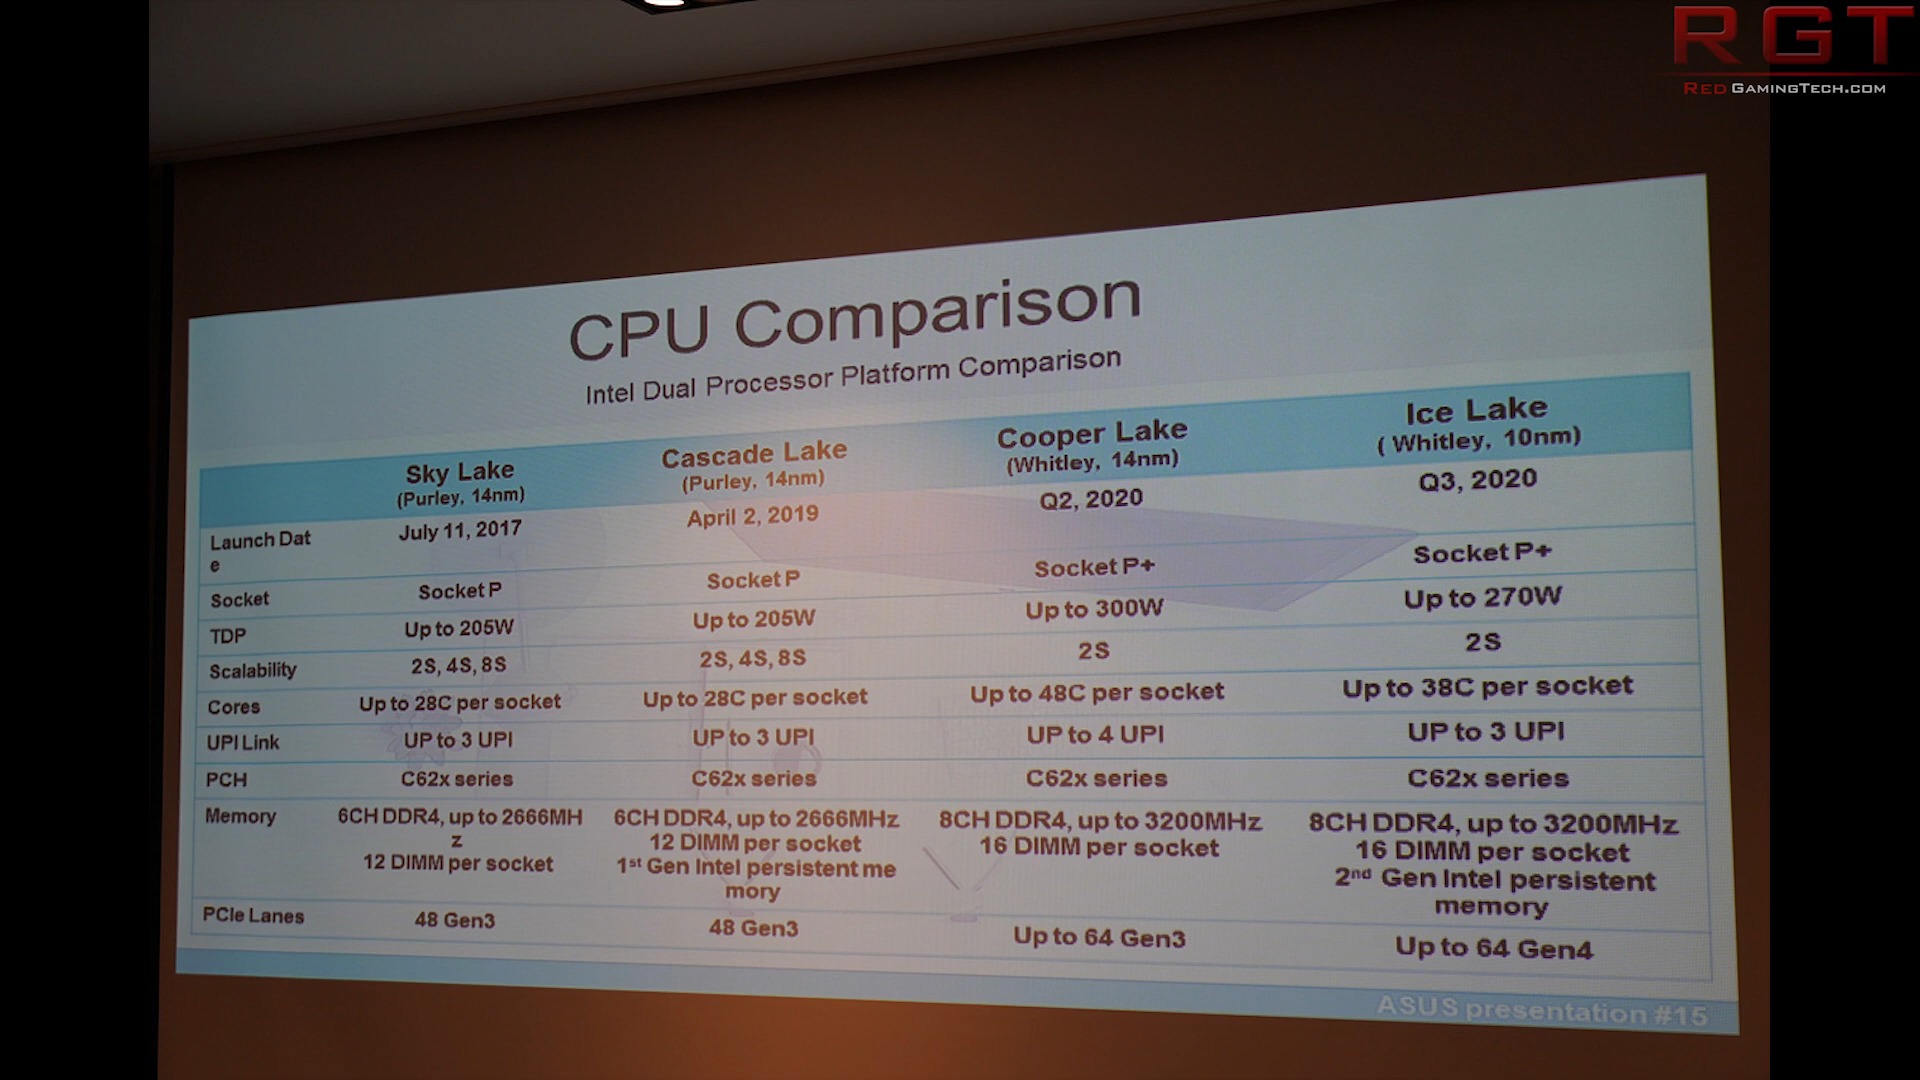 RGT
RedGamingTech.com
CPU Comparison
Intel Dual Processor Platform Comparison
Sky Lake
(Purley, 14nm)
Cascade Lake
(Purley, 14nm)
Cooper Lake
(Whitley, 14nm)
Ice Lake
( Whitley, 10nm)
Launch Dat
e
July 11, 2017
April 2, 2019
Q2, 2020
Q3, 2020
Socket
Socket P
Socket P
Socket P+
Socket P+
TDP
Up to 205W
Up to 205W
Up to 300W
Up to 270W
Scalability
2S, 4S, 8S
2S, 4S, 8S
2S
2S
Cores
Up to 28C per socket
Up to 28C per socket
Up to 48C per socket
Up to 38C per socket
UPI Link
UP to 3 UPI
UP to 3 UPI
UP to 4 UPI
UP to 3 UPI
PCH
C62x series
C62x series
C62x series
C62x series
Memory
6CH DDR4, up to 2666MH
z
12 DIMM per socket
6CH DDR4, up to 2666MHz
12 DIMM per socket
1st Gen Intel persistent me
mory
8CH DDR4, up to 3200MHz
16 DIMM per socket
8CH DDR4, up to 3200MHz
16 DIMM per socket
2nd Gen Intel persistent
memory
PCIe Lanes
48 Gen3
48 Gen3
Up to 64 Gen3
Up to 64 Gen4
ASUS presentation #15